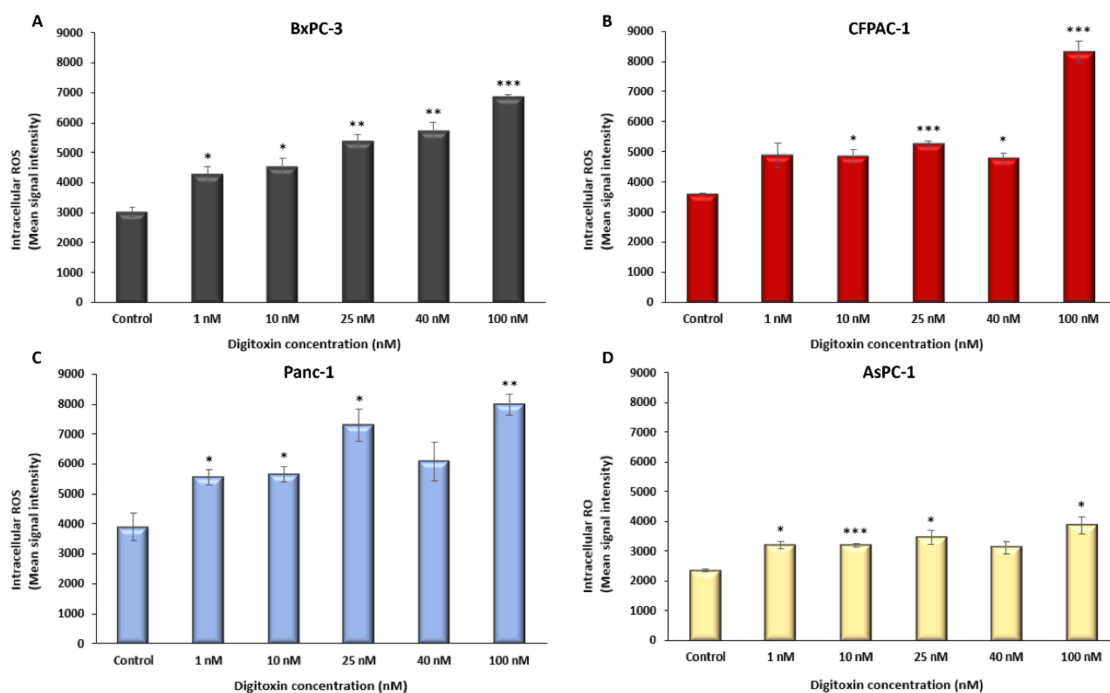 A
BxPC-3
Intracellular ROS
(Mean signal intensity)
9000
8000
7000
6000
5000
4000
3000
2000
1000
0
*
*
**
**
***
Control
1 nM
10 nM
25 nM
40 nM
100 nM
Digitoxin concentration (nM)
B
CFPAC-1
Intracellular ROS
(Mean signal intensity)
9000
8000
7000
6000
5000
4000
3000
2000
1000
0
*
***
*
***
Control
1 nM
10 nM
25 nM
40 nM
100 nM
Digitoxin concentration (nM)
C
Panc-1
Intracellular ROS
(Mean signal intensity)
9000
8000
7000
6000
5000
4000
3000
2000
1000
0
*
*
*
**
Control
1 nM
10 nM
25 nM
40 nM
100 nM
Digitoxin concentration (nM)
D
AsPC-1
Intracellular RO
(Mean signal intensity)
9000
8000
7000
6000
5000
4000
3000
2000
1000
0
*
***
*
*
Control
1 nM
10 nM
25 nM
40 nM
100 nM
Digitoxin concentration (nM)